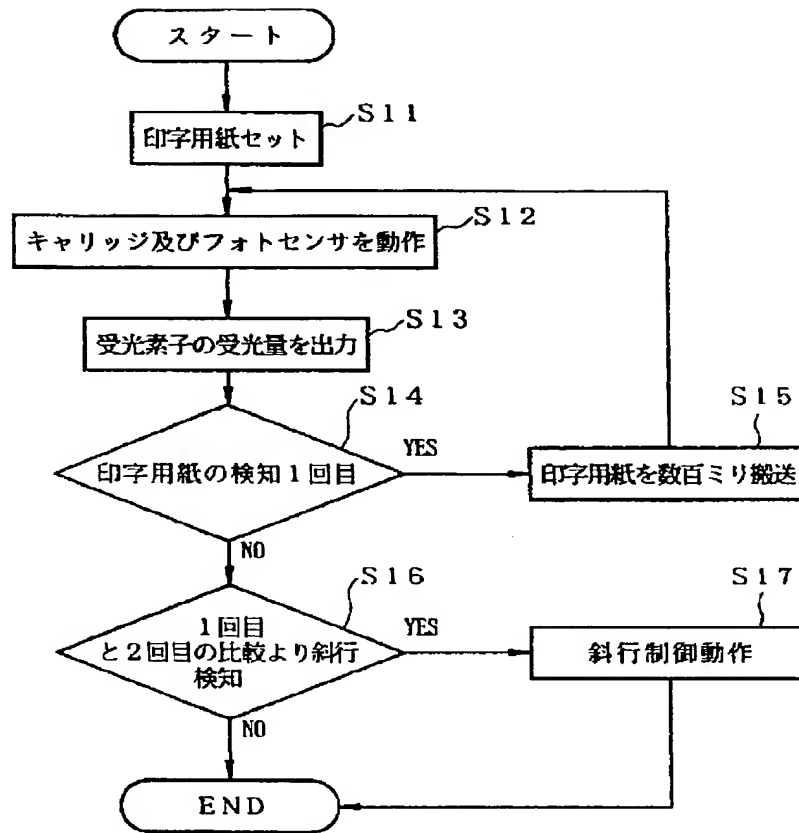 スタート
S11
印字用紙セット
S12
キャリッジ及びフォトセンサを動作
S13
受光素子の受光量を出力
S14
印字用紙の検知1回目
YES
S15
印字用紙を数百ミリ搬送
NO
S16
1回目
と2回目の比較より斜行
検知
YES
S17
斜行制御動作
NO
END